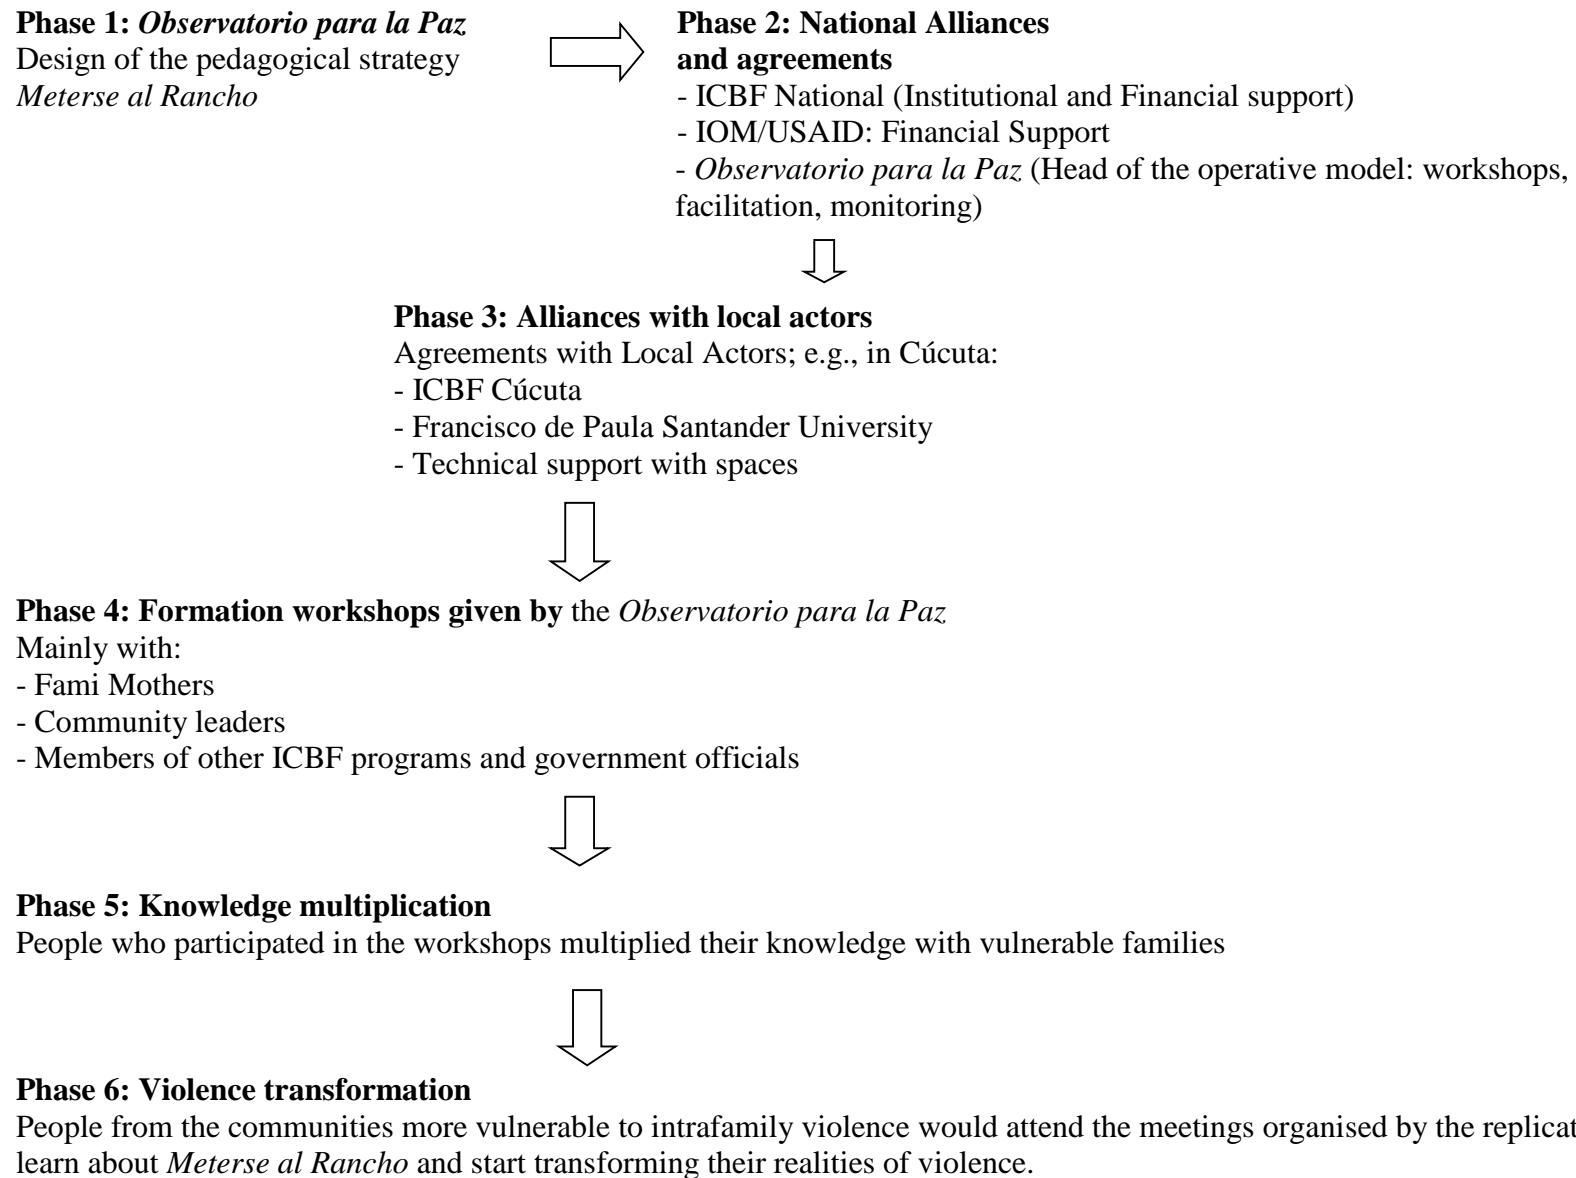 Phase 1: Observatorio para la Paz
Design of the pedagogical strategy
Meterse al Rancho
Phase 2: National Alliances
and agreements
- ICBF National (Institutional and Financial support)
- IOM/USAID: Financial Support
- Observatorio para la Paz (Head of the operative model: workshops,
facilitation, monitoring)
Phase 3: Alliances with local actors
Agreements with Local Actors; e.g., in Cúcuta:
- ICBF Cúcuta
- Francisco de Paula Santander University
- Technical support with spaces
Phase 4: Formation workshops given by the Observatorio para la Paz
Mainly with:
- Fami Mothers
- Community leaders
- Members of other ICBF programs and government officials
Phase 5: Knowledge multiplication
People who participated in the workshops multiplied their knowledge with vulnerable families
Phase 6: Violence transformation
People from the communities more vulnerable to intrafamily violence would attend the meetings organised by the
learn about Meterse al Rancho and start transforming their realities of violence.